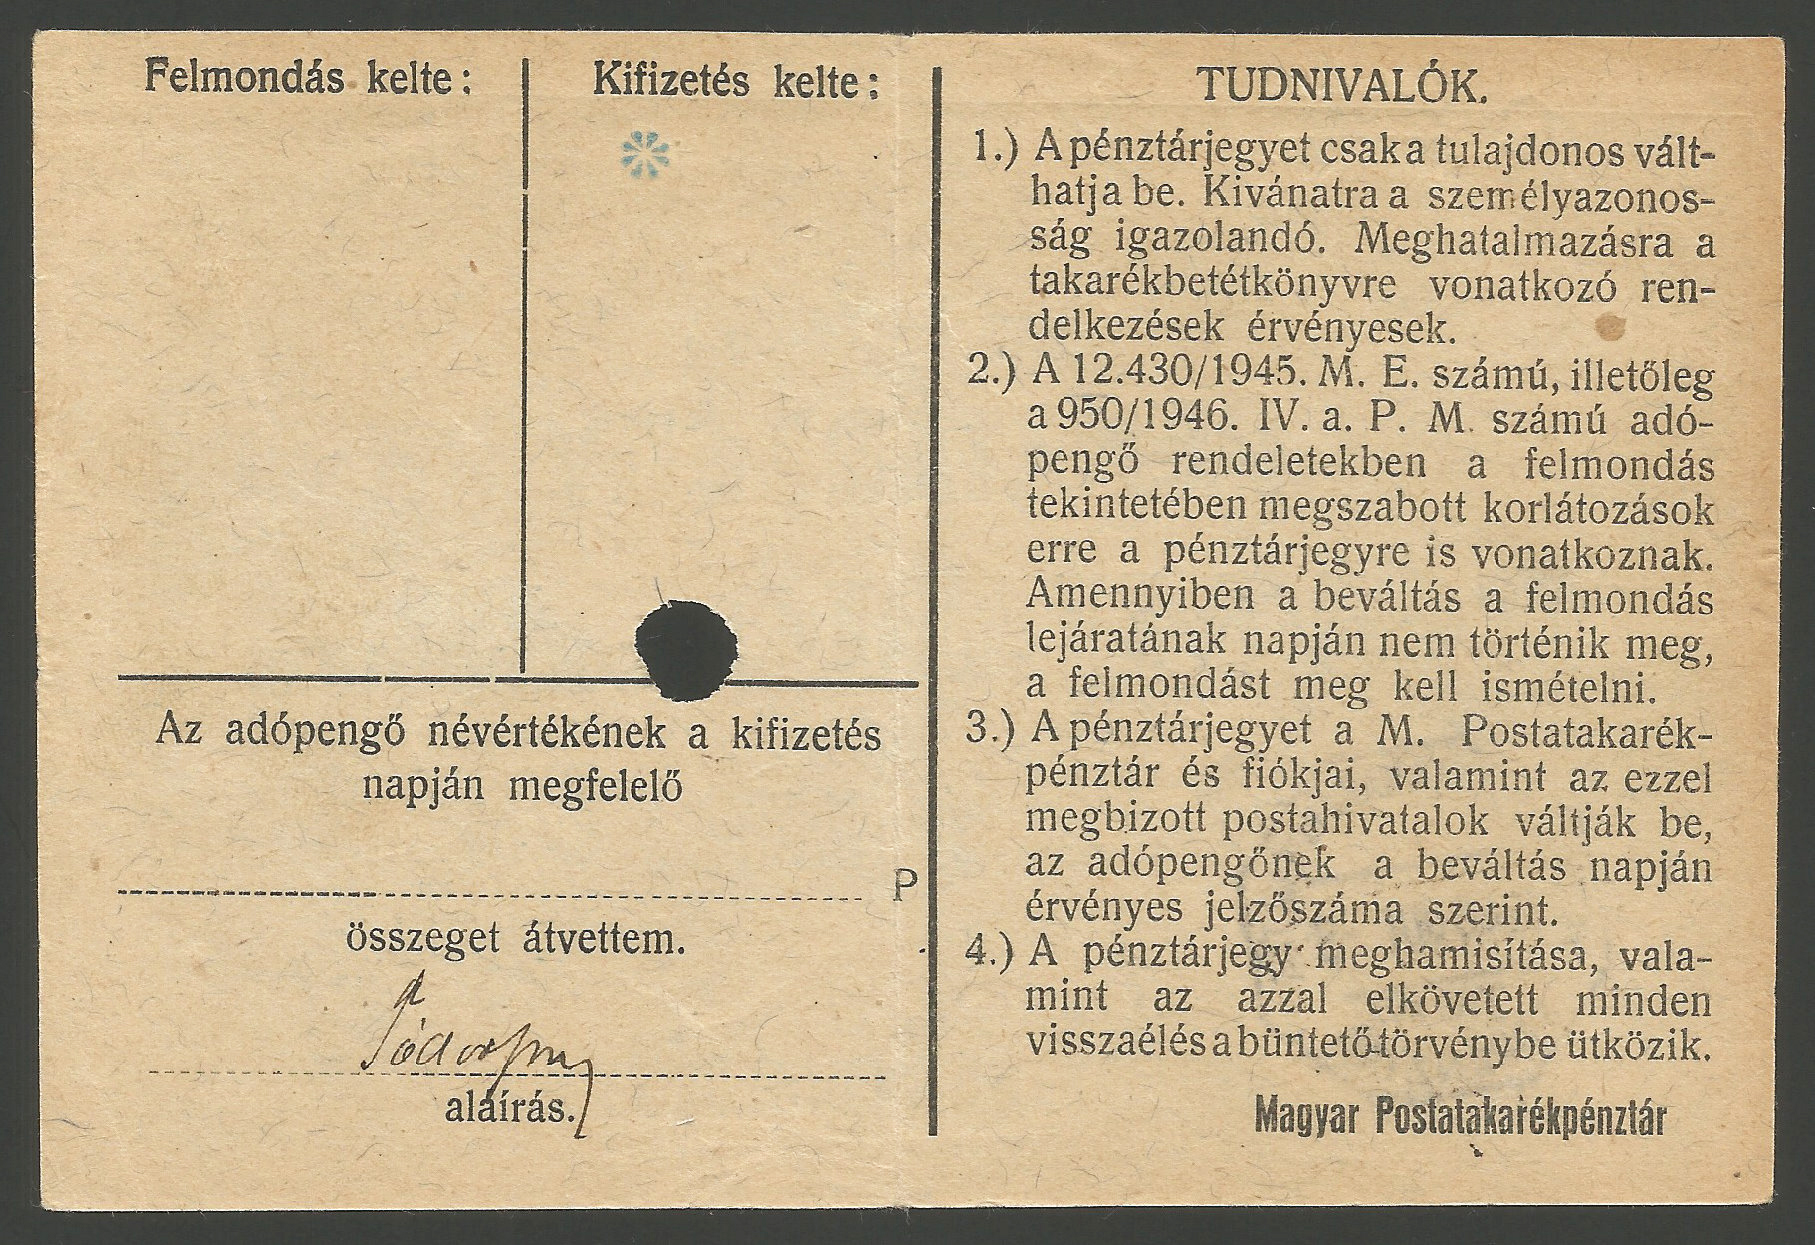 Felmondás kelte:
Kifizetés kelte:
Az adópengő névértékének a kifizetés
napján megfelelő
P
összeget átvettem.
aláírás.
TUDNIVALÓK.
1.) A pénztárjegyet csak a tulajdonos vált-
hatja be. Kivánatra a személyazonos-
ság igazolandó. Meghatalmazásra a
takarékbetétkönyvre vonatkozó ren-
delkezések érvényesek.
2.) A 12.430/1945. M. E. számú, illetőleg
a 950/1946. IV. a. P. M. számú adó-
pengő rendeletekben a felmondás
tekintetében megszabott korlátozások
erre a pénztárjegyre is vonatkoznak.
Amennyiben a beváltás a felmondás
lejáratának napján nem történik meg,
a felmondást meg kell ismételni.
3.) A pénztárjegyet a M. Postatakarék-
pénztár és fiókjai, valamint az ezzel
megbizott postahivatalok váltják be,
az adópengőnek a beváltás napján
érvényes jelzőszáma szerint.
4.) A pénztárjegy meghamisítása, vala-
mint az azzal elkövetett minden
visszaélés a büntető-törvénybe ütközik.
Magyar Postatakarékpénztár